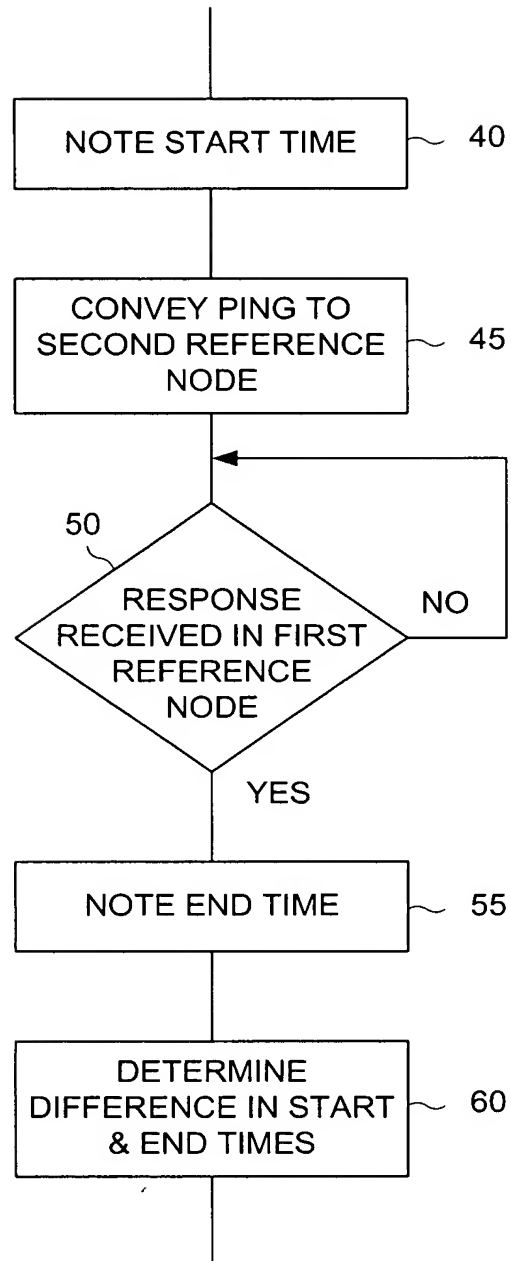 NOTE START TIME
40
CONVEY PING TO
SECOND REFERENCE
NODE
45
50
RESPONSE
RECEIVED IN FIRST
REFERENCE
NODE
NO
YES
NOTE END TIME
55
DETERMINE
DIFFERENCE IN START
& END TIMES
60